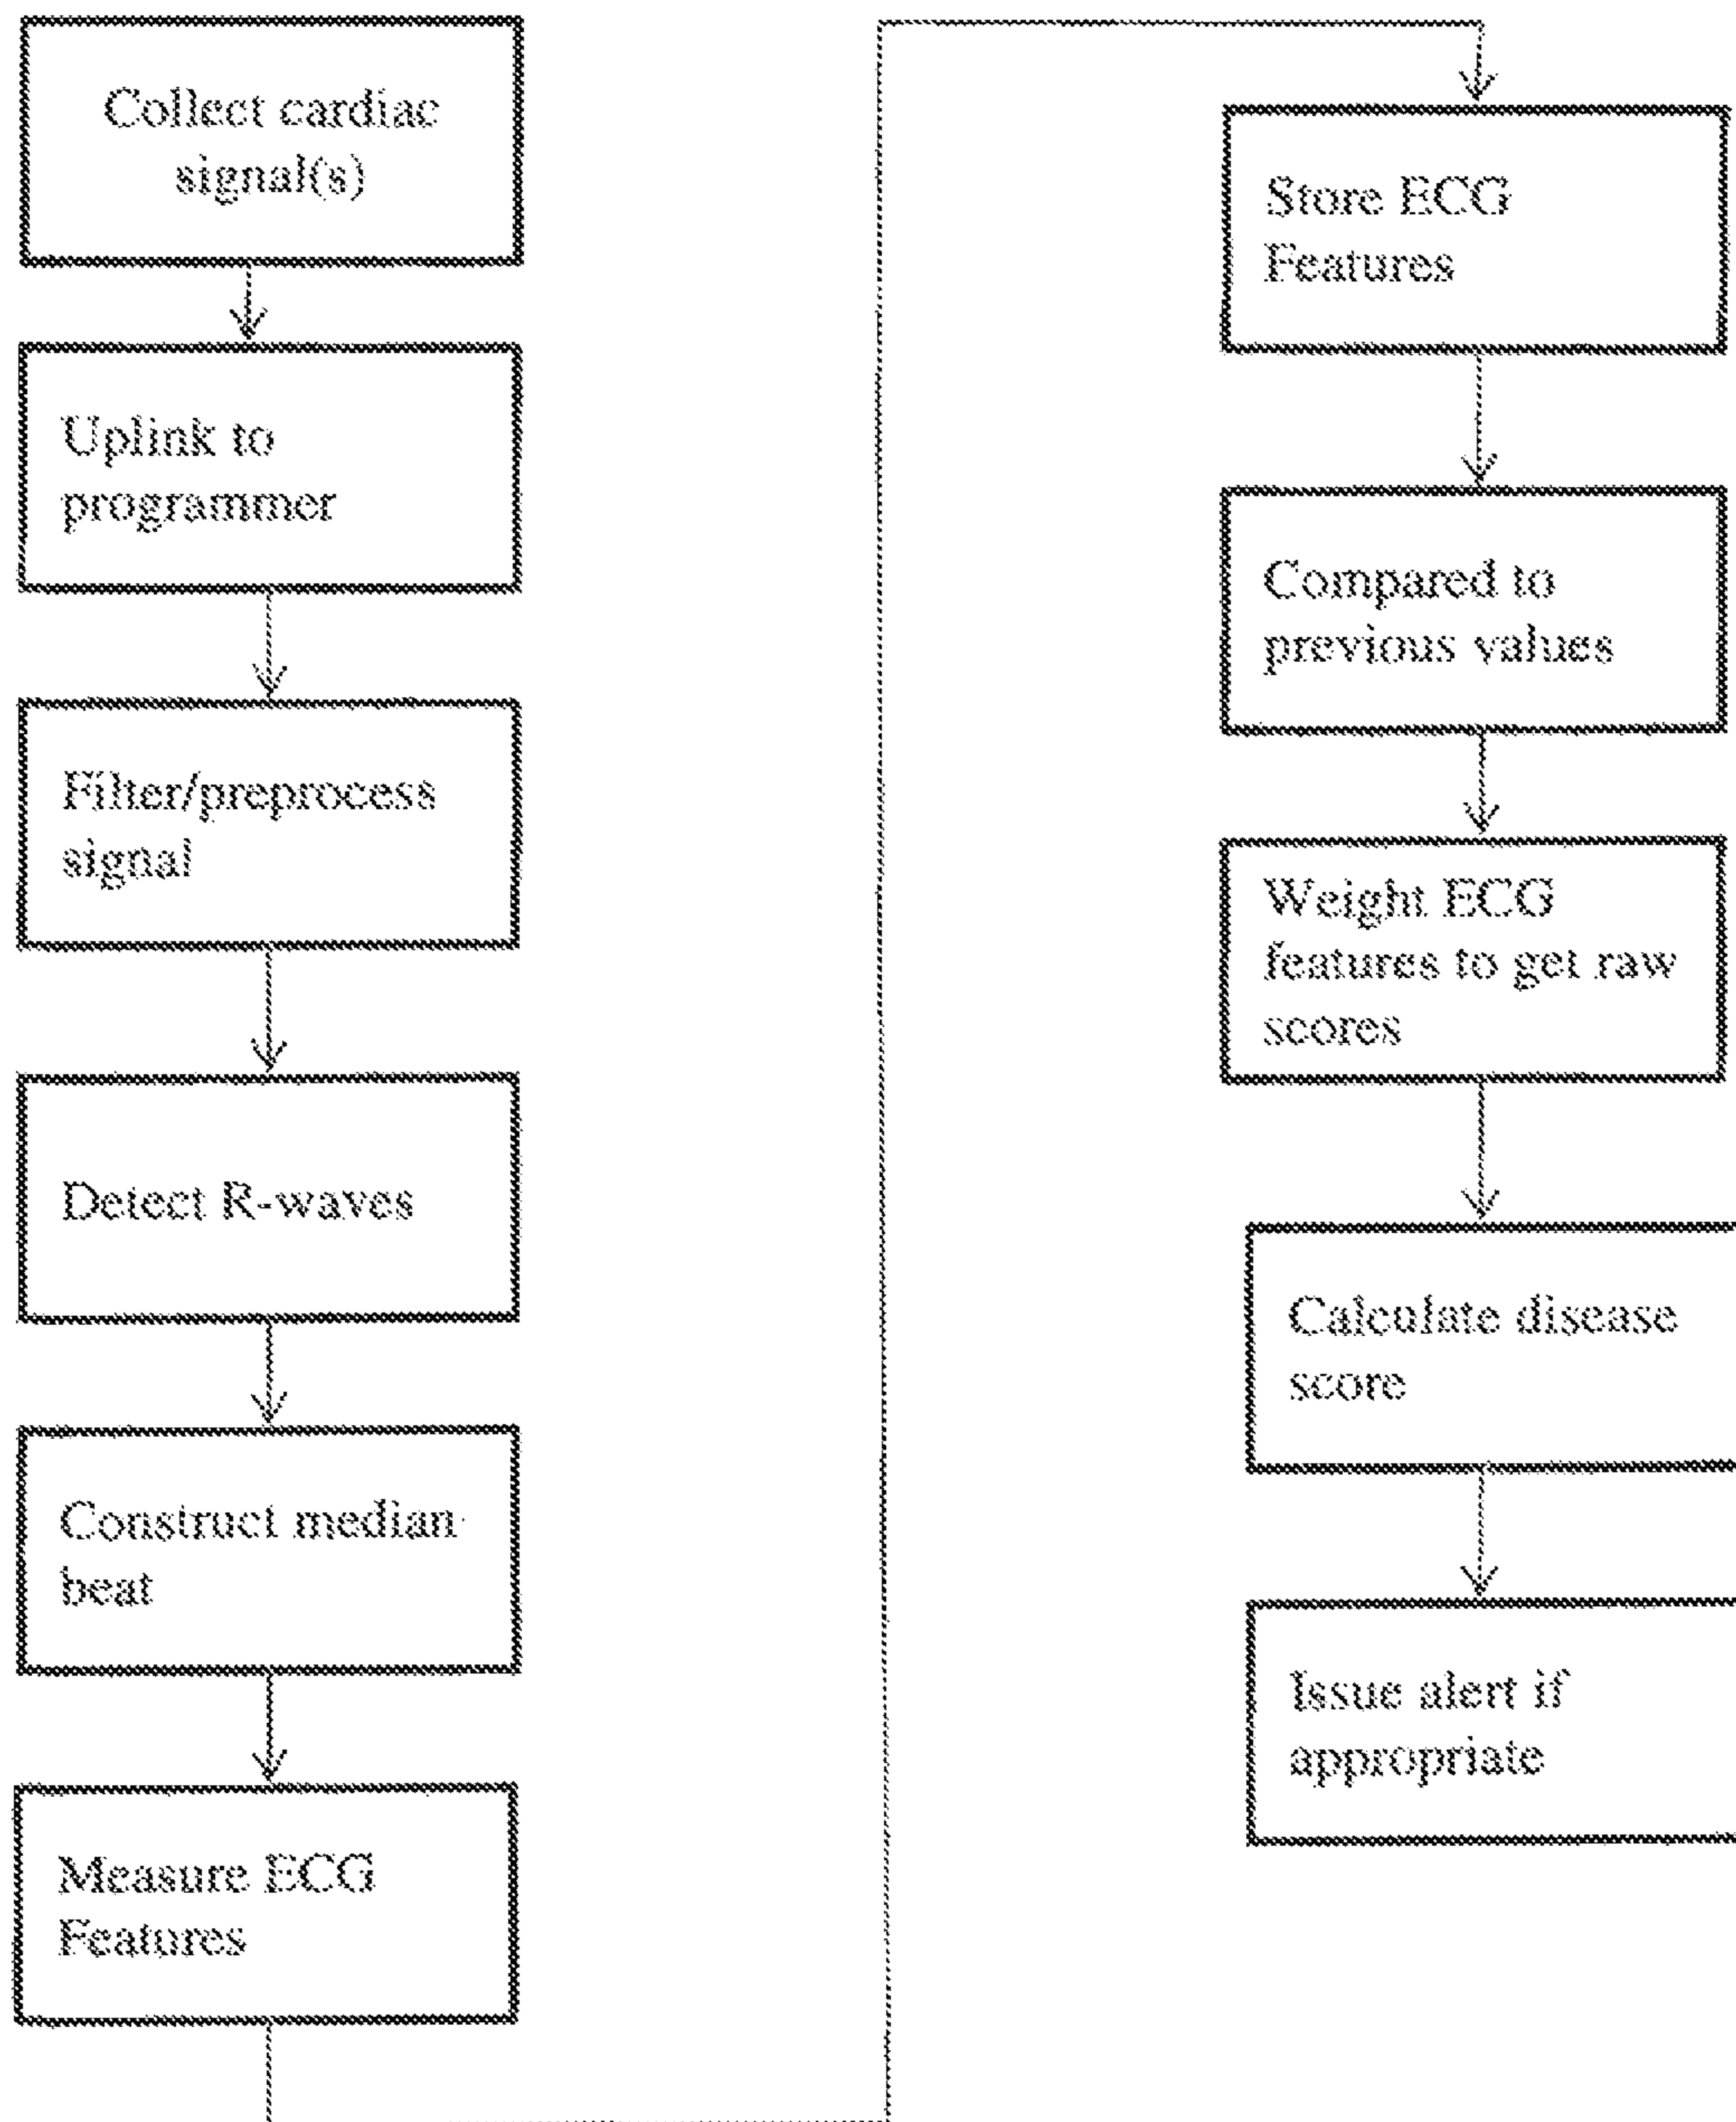 Collect cardiac
signal(s)
Uplink to
programmer
Filter/preprocess
signal
Detect R-waves
Construct median
beat
Measure ECG
Features
Store ECG
Features
Compared to
previous values
Weight ECG
features to get raw
scores
Calculate disease
score
Issue alert if
appropriate